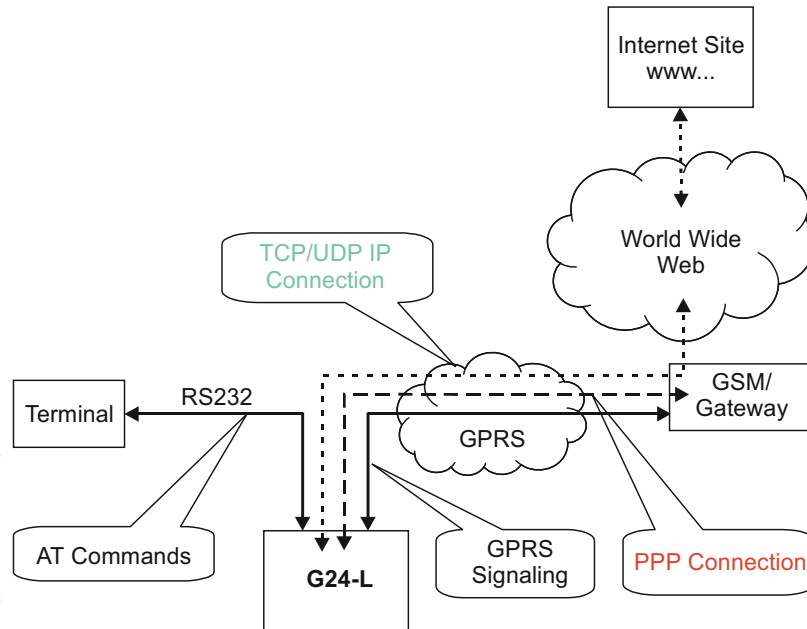 Internet Site
www...
World Wide
Web
TCP/UDP IP
Connection
RS232
Terminal
GSM/
Gateway
GPRS
AT Commands
G24-L
GPRS
Signaling
PPP Connection